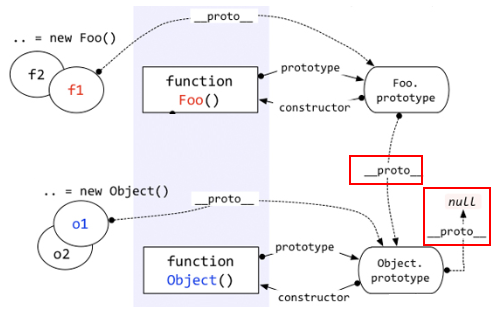 __proto__
.. = new Foo()
f2
f1
function
Foo()
prototype
constructor
Foo.
prototype
__proto__
.. = new Object()
__proto__
null
__proto__
o1
o2
function
Object()
prototype
constructor
Object.
prototype